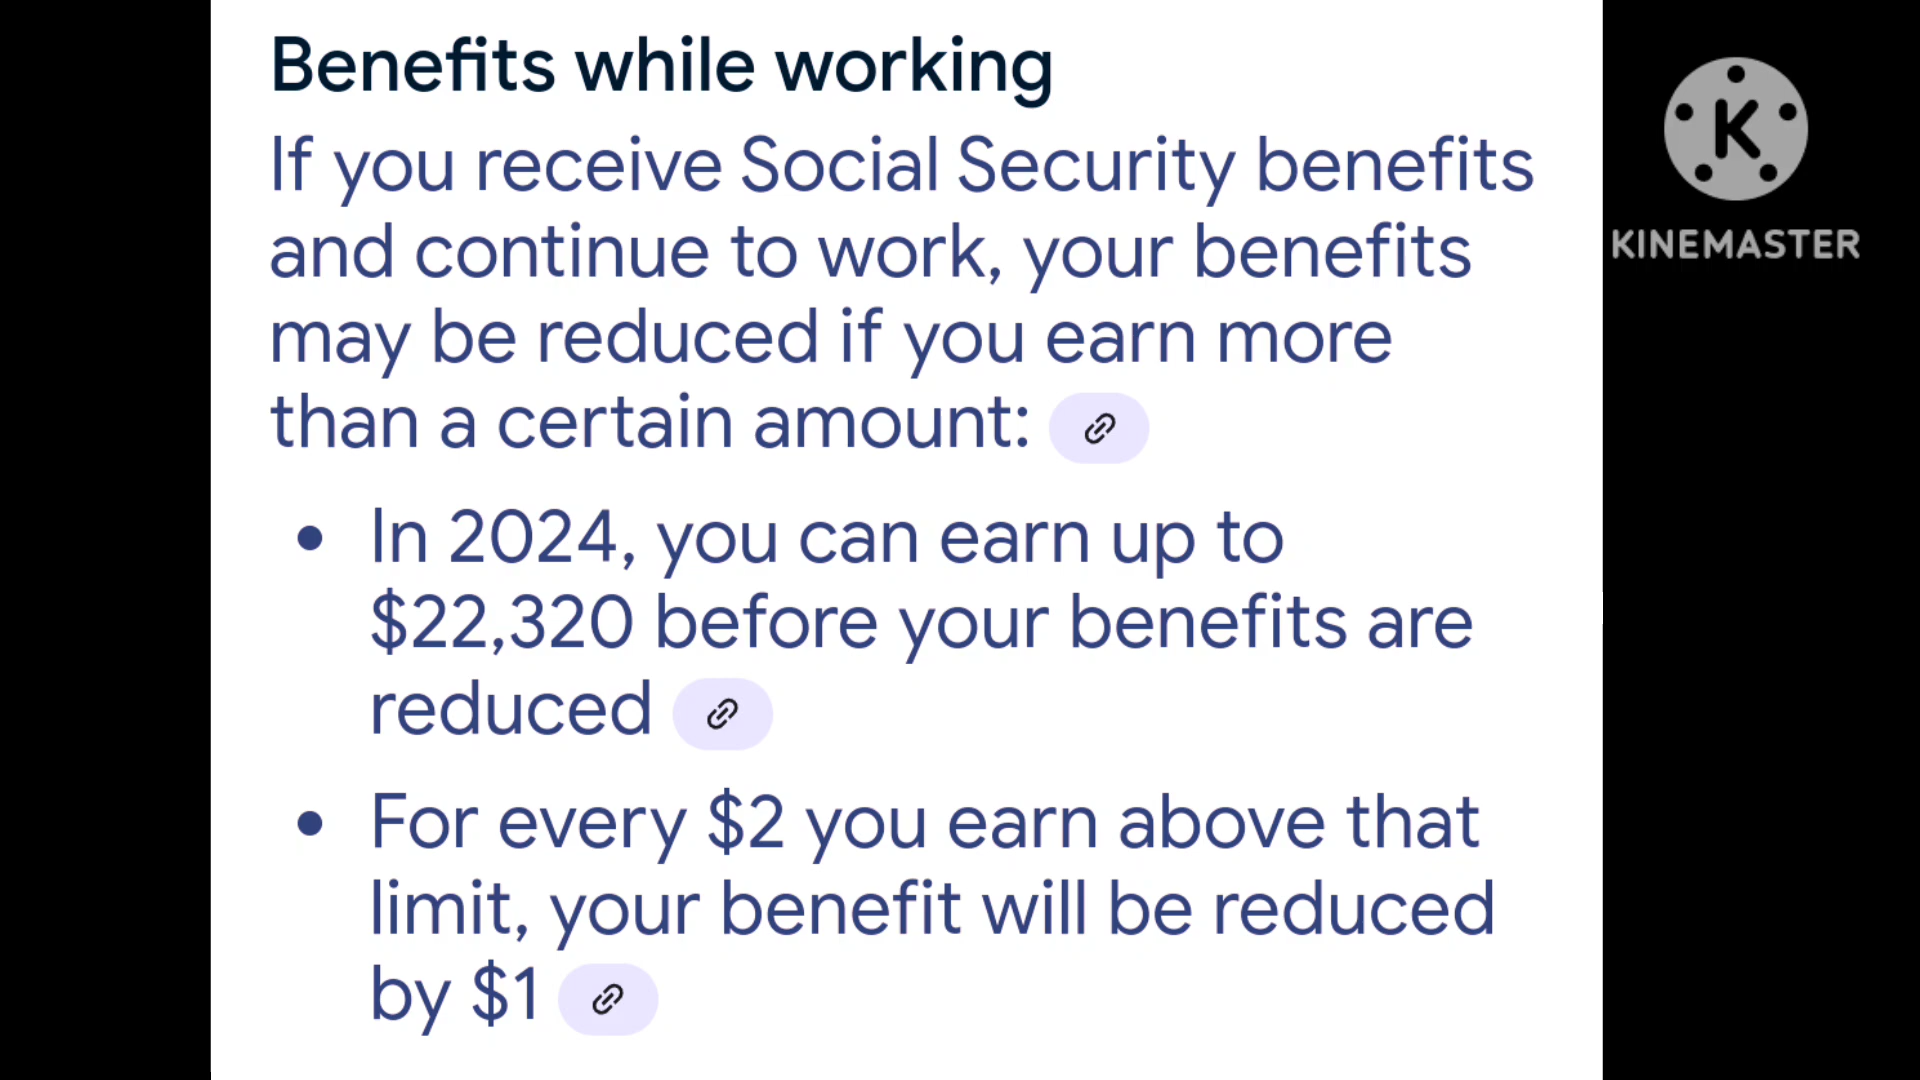 Benefits while working
If you receive Social Security benefits
and continue to work, your benefits
may be reduced if you earn more
than a certain amount:
• In 2024, you can earn up to
$22,320 before your benefits are
reduced
• For every $2 you earn above that
limit, your benefit will be reduced
by $1
K
KINEMASTER